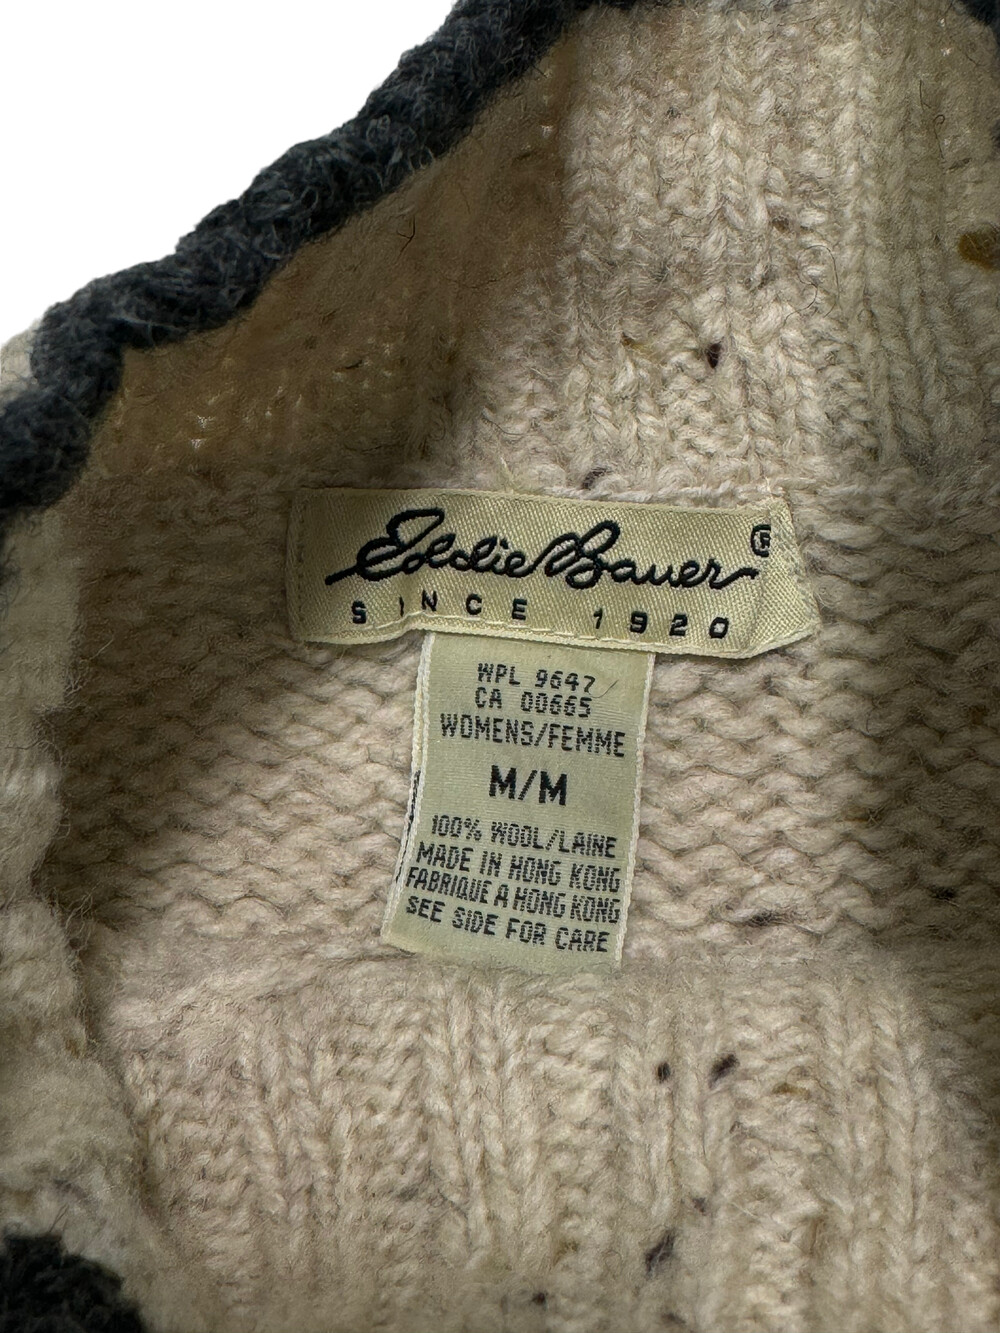 Eddie Bauer®
SINCE 1920
WPL 9647
CA 00665
WOMENS/FEMME
M/M
100% WOOL/LAINE
MADE IN HONG KONG
FABRIQUE A HONG KONG
SEE SIDE FOR CARE